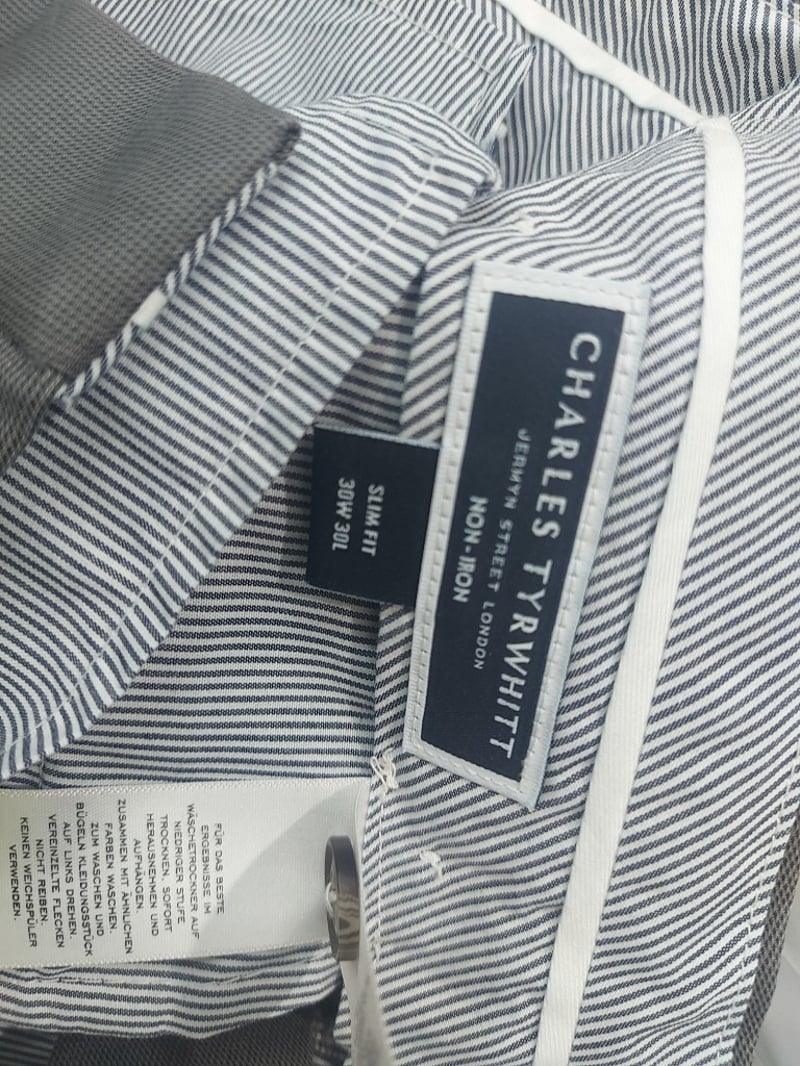 CHARLES TYRWHITT
JERMYN STREET LONDON
NON-IRON
SLIM FIT
30W 30L
FÜR DAS BESTE
ERGEBNISSE IM
WÄSCHETROCKNER AUF
NIEDRIGER STUFE
TROCKNEN, SOFORT
HERAUSNEHMEN UND
AUFHÄNGEN.
ZUSAMMEN MIT ÄHNLICHEN
FARBEN WASCHEN.
ZUM WASCHEN UND
BÜGELN KLEIDUNGSSTÜCK
AUF LINKS DREHEN.
VEREINZELTE FLECKEN
NICHT REIBEN.
KEINEN WEICHSPÜLER
VERWENDEN.